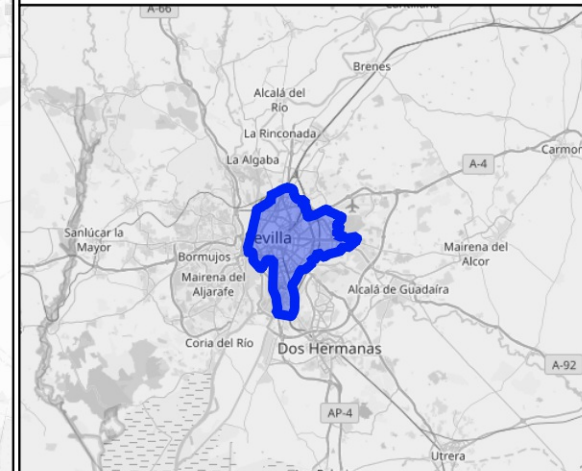 A-66
Brenes
Alcalá del
Río
La Rinconada
La Algaba
A-4
Carmor
Sanlúcar la
Mayor
evilla
Bormujos
Mairena del
Alcor
Mairena del
Aljarafe
Alcalá de Guadaíra
Coria del Río
Dos Hermanas
A-92
AP-4
Utrera